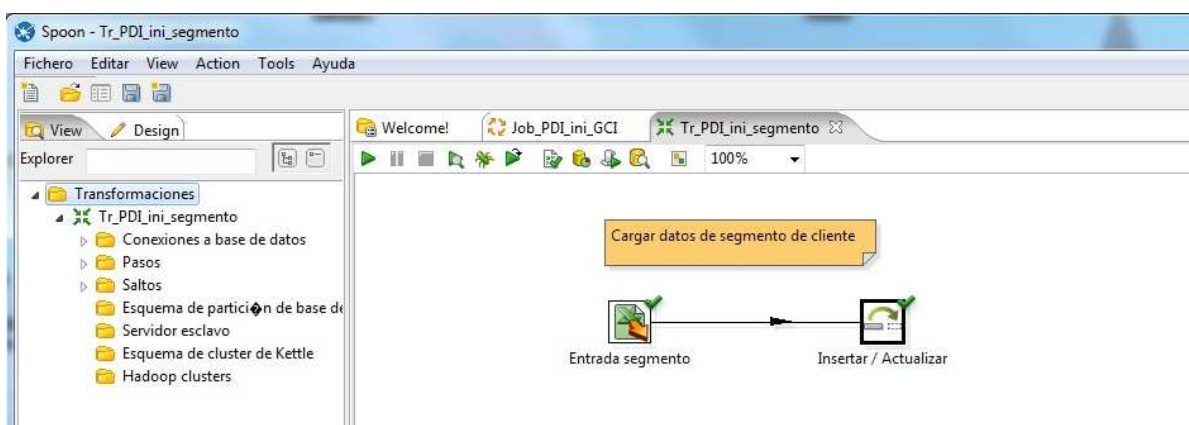 Spoon - Tr_PDI_ini_segmento
Fichero Editar View Action Tools Ayuda
View Design
Welcome! Job_PDI_ini_GCI Tr_PDI_ini_segmento
Explorer
100%
Transformaciones
Tr_PDI_ini_segmento
Conexiones a base de datos
Pasos
Saltos
Esquema de partici�n de base de
Servidor esclavo
Esquema de cluster de Kettle
Hadoop clusters
Cargar datos de segmento de cliente
Entrada segmento
Insertar / Actualizar